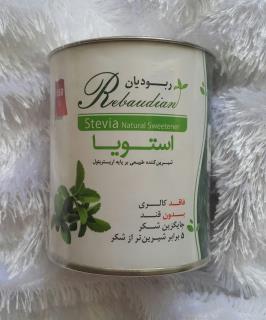 ربودیان
Rebaudian
Stevia Natural Sweetener
استویا
شیرین‌کننده طبیعی بر پایه اریتریتول
فاقد کالری
بدون قند
جایگزین شکر
۵ برابر شیرین‌تر از شکر